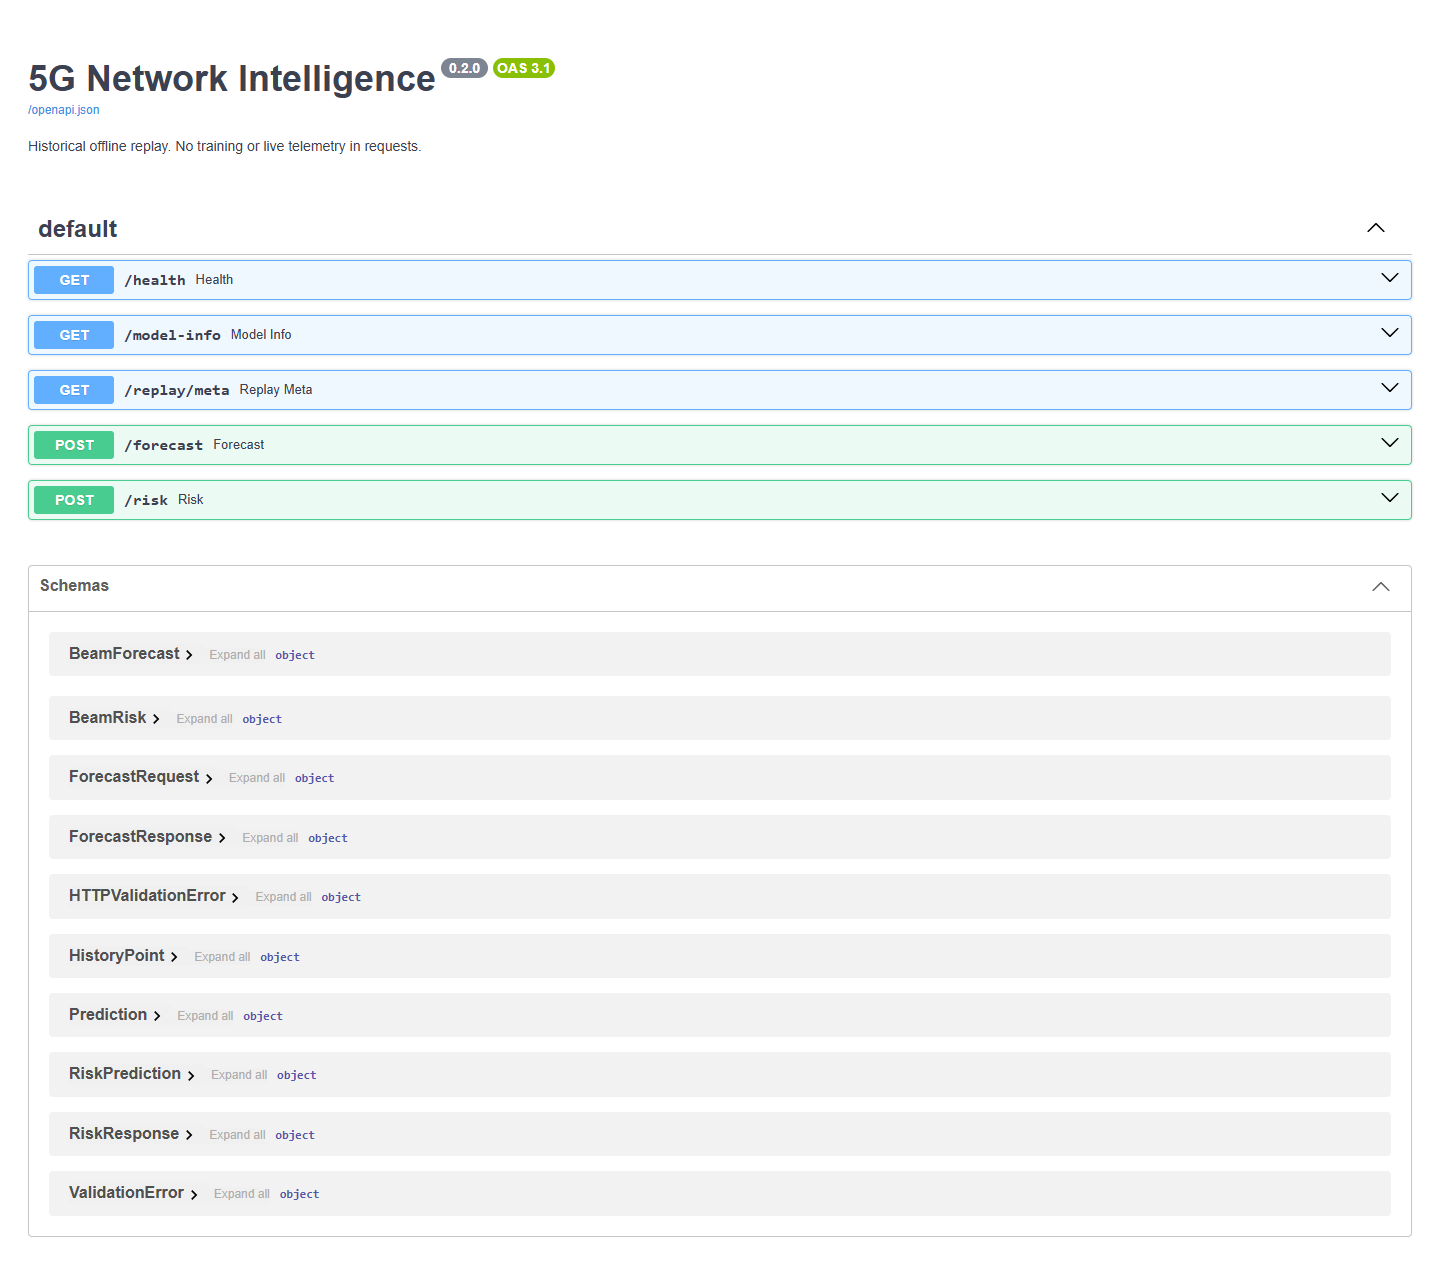 5G Network Intelligence 0.2.0 OAS 3.1
/openapi.json
Historical offline replay. No training or live telemetry in requests.
default
GET /health Health
GET /model-info Model Info
GET /replay/meta Replay Meta
POST /forecast Forecast
POST /risk Risk
Schemas
BeamForecast Expand all object
BeamRisk Expand all object
ForecastRequest Expand all object
ForecastResponse Expand all object
HTTPValidationError Expand all object
HistoryPoint Expand all object
Prediction Expand all object
RiskPrediction Expand all object
RiskResponse Expand all object
ValidationError Expand all object